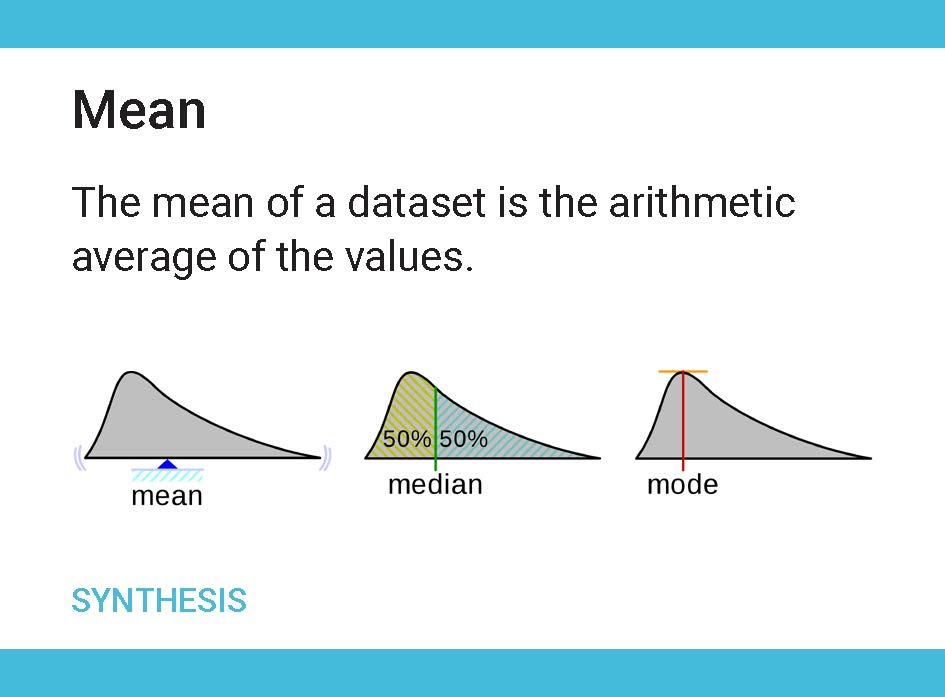 Mean
The mean of a dataset is the arithmetic
average of the values.
50% 50%
mean
median
mode
SYNTHESIS